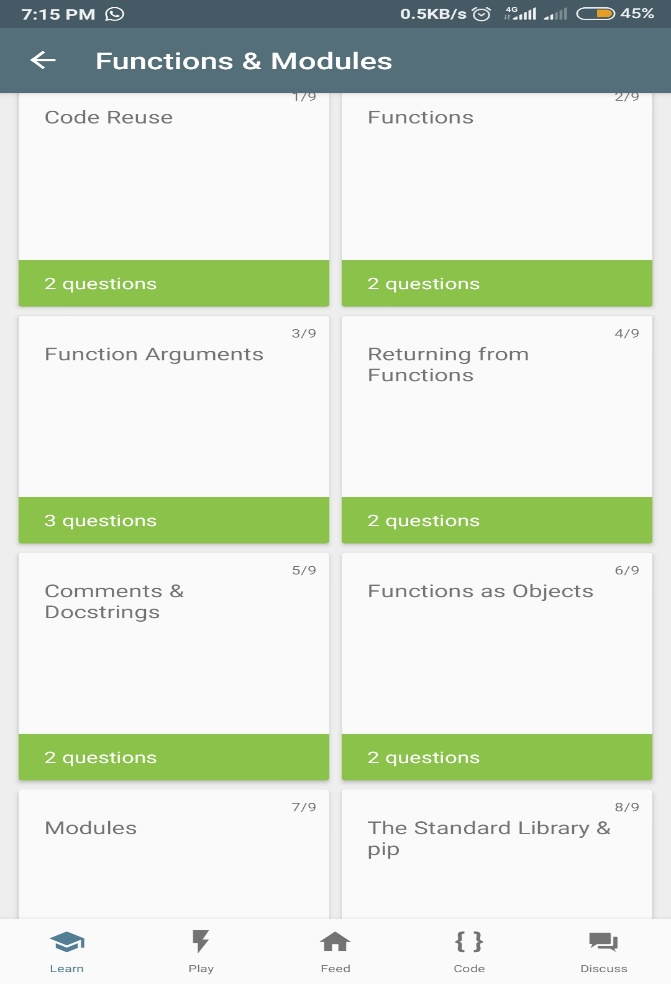 7:15 PM 0.5KB/s 4G 45%
Functions & Modules
1/9
Code Reuse
2 questions
2/9
Functions
2 questions
3/9
Function Arguments
3 questions
4/9
Returning from
Functions
2 questions
5/9
Comments &
Docstrings
2 questions
6/9
Functions as Objects
2 questions
7/9
Modules
8/9
The Standard Library &
pip
Learn
Play
Feed
{ }
Code
Discuss